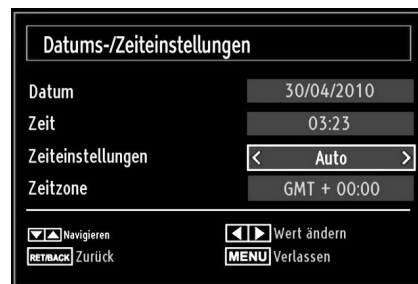 Datums-/Zeiteinstellungen
Datum 30/04/2010
Zeit 03:23
Zeiteinstellungen < Auto >
Zeitzone GMT + 00:00
Navigieren Wert ändern
RET/BACK Zurück MENU Verlassen